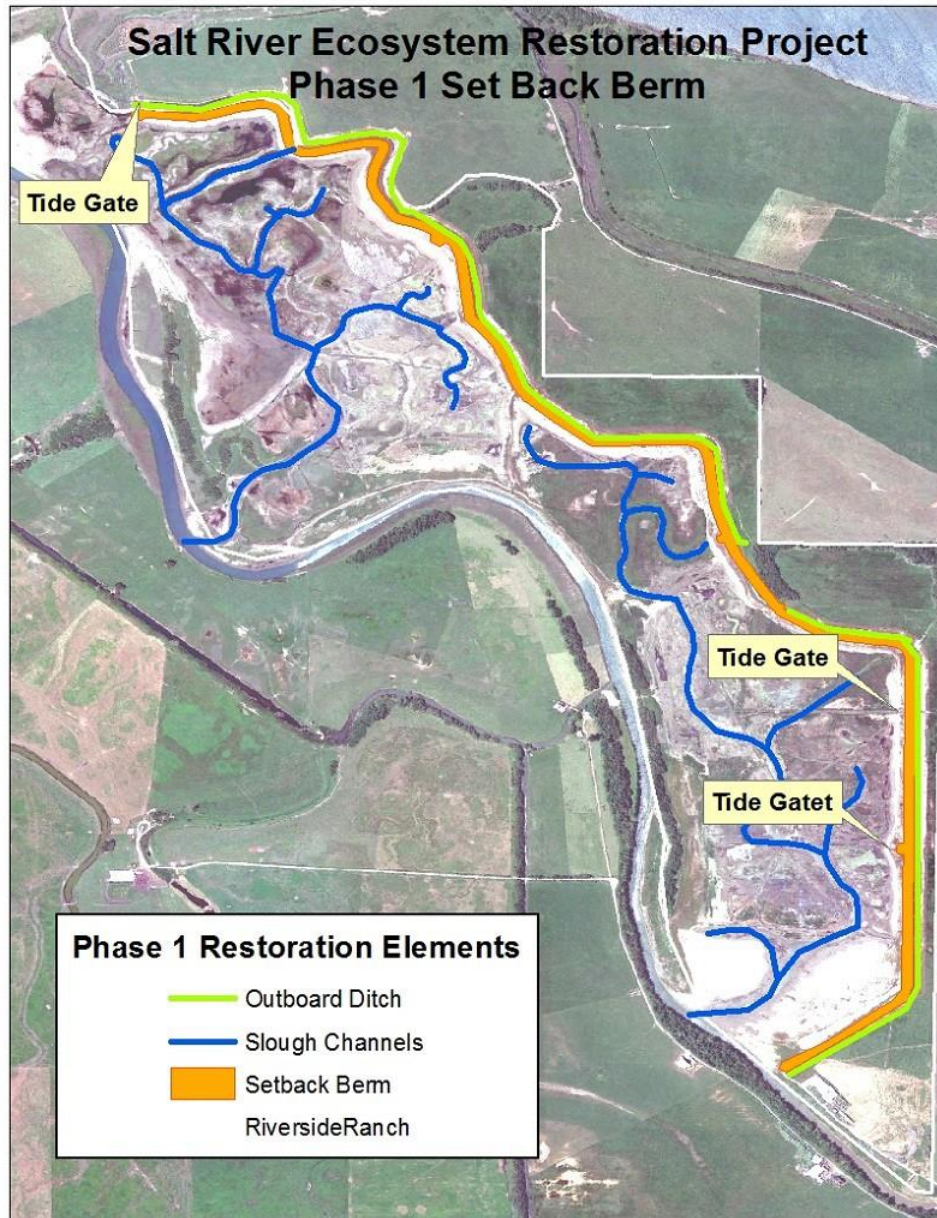 Salt River Ecosystem Restoration Project
Phase 1 Set Back Berm
Tide Gate
Tide Gate
Tide Gatet
Phase 1 Restoration Elements
Outboard Ditch
Slough Channels
Setback Berm
RiversideRanch